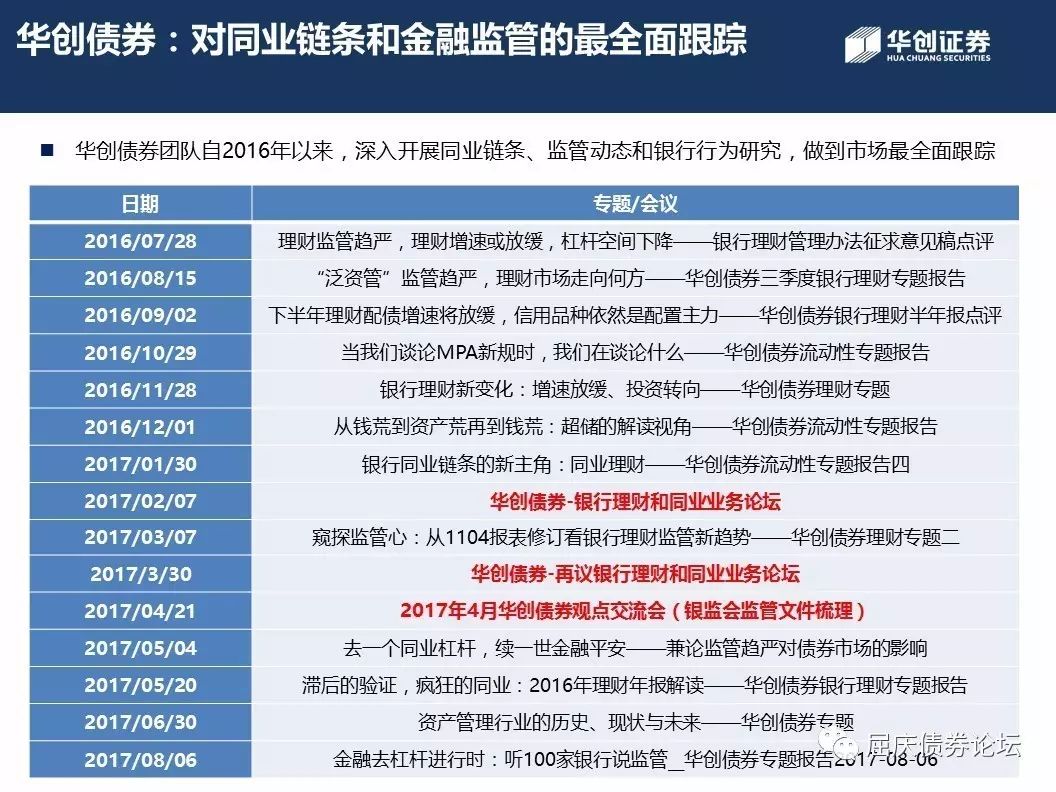 华创债券：对同业链条和金融监管的最全面跟踪
华创证券
HUA CHUANG SECURITIES
■ 华创债券团队自2016年以来，深入开展同业链条、监管动态和银行行为研究，做到市场最全面跟踪
日期 专题/会议
2016/07/28 理财监管趋严，理财增速或放缓，杠杆空间下降——银行理财管理办法征求意见稿点评
2016/08/15 “泛资管”监管趋严，理财市场走向何方——华创债券三季度银行理财专题报告
2016/09/02 下半年理财配债增速将放缓，信用品种依然是配置主力——华创债券银行理财半年报点评
2016/10/29 当我们谈论MPA新规时，我们在谈论什么——华创债券流动性专题报告
2016/11/28 银行理财新变化：增速放缓、投资转向——华创债券理财专题
2016/12/01 从钱荒到资产荒再到钱荒：超储的解读视角——华创债券流动性专题报告
2017/01/30 银行同业链条的新主角：同业理财——华创债券流动性专题报告四
2017/02/07 华创债券-银行理财和同业业务论坛
2017/03/07 窥探监管心：从1104报表修订看银行理财监管新趋势——华创债券理财专题二
2017/3/30 华创债券-再议银行理财和同业业务论坛
2017/04/21 2017年4月华创债券观点交流会（银监会监管文件梳理）
2017/05/04 去一个同业杠杆，续一世金融平安——兼论监管趋严对债券市场的影响
2017/05/20 滞后的验证，疯狂的同业：2016年理财年报解读——华创债券银行理财专题报告
2017/06/30 资产管理行业的历史、现状与未来——华创债券专题
2017/08/06 金融去杠杆进行时：听100家银行说监管__华创债券专题报告2017-08-06
屈庆债券论坛